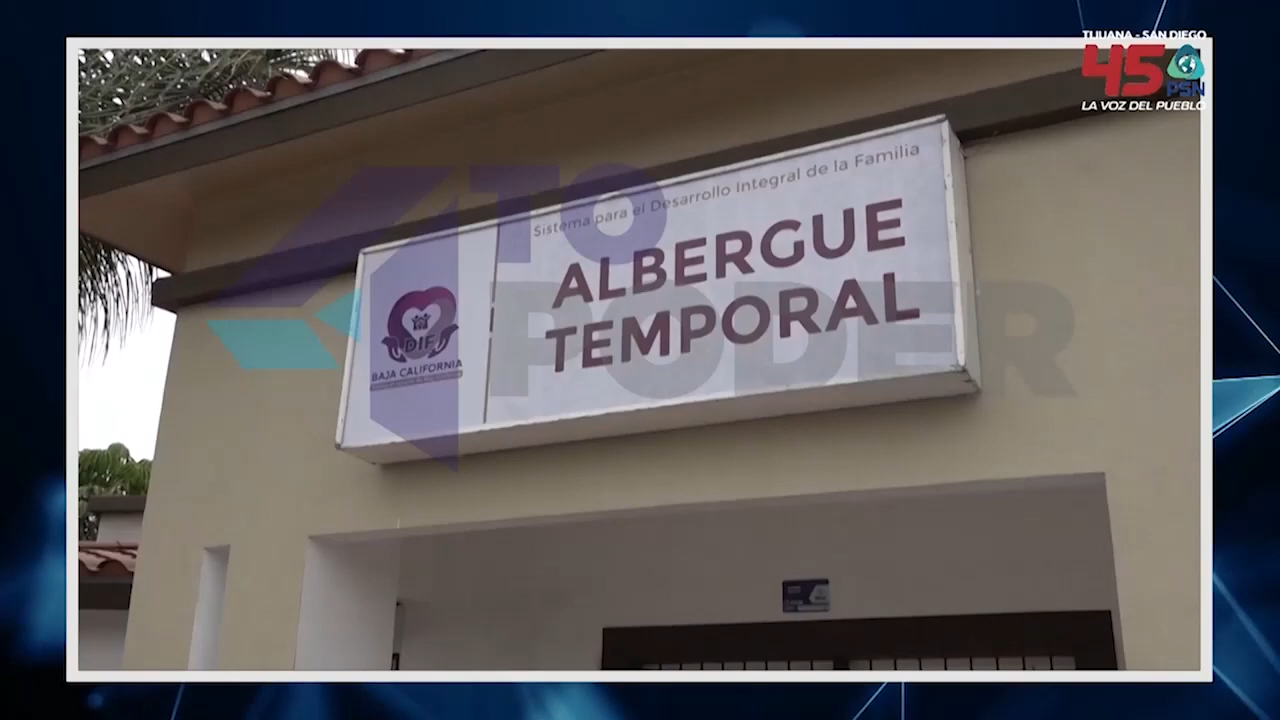 TIJUANA - SAN DIEGO
45
PSN
LA VOZ DEL PUEBLO
Sistema para el Desarrollo Integral de la Familia
ALBERGUE
TEMPORAL
DIF
BAJA CALIFORNIA
TO
PODER